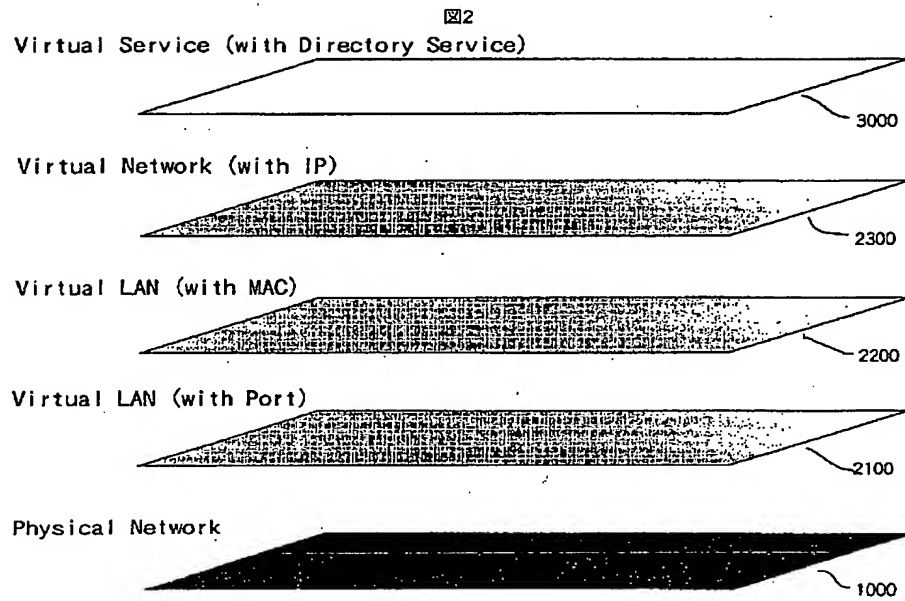 図2
Virtual Service (with Directory Service)
3000
Virtual Network (with IP)
2300
Virtual LAN (with MAC)
2200
Virtual LAN (with Port)
2100
Physical Network
1000